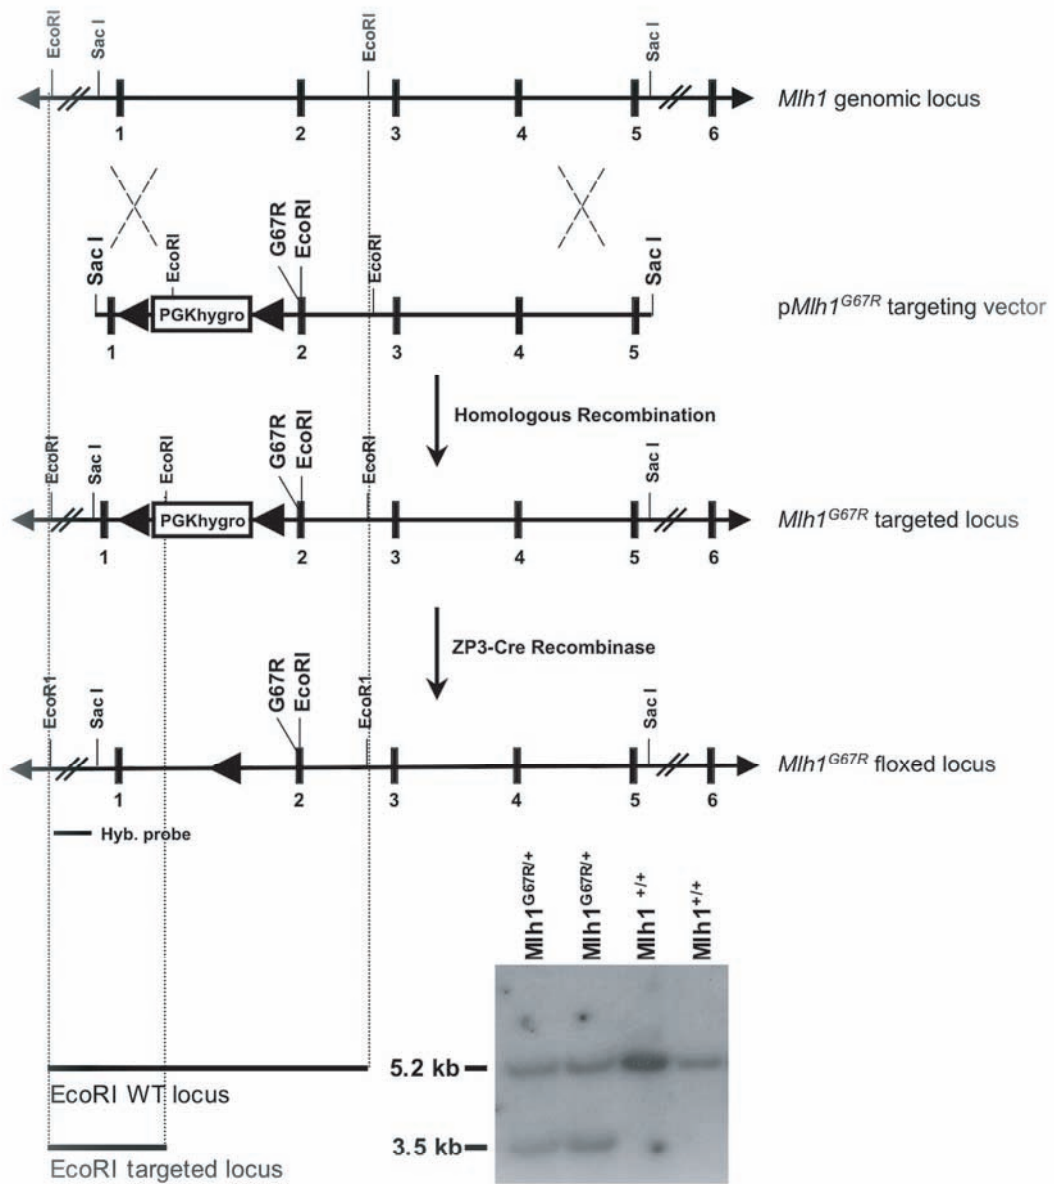 EcoRI
Sac I
EcoRI
Sac I
Mlh1 genomic locus
1 2 3 4 5 6
G67R
EcoRI
Sac I
EcoRI
EcoRI
Sac I
PGKhygro
pMlh1G67R targeting vector
1 2 3 4 5
Homologous Recombination
G67R
EcoRI
EcoRI
Sac I
EcoRI
EcoRI
Sac I
PGKhygro
Mlh1G67R targeted locus
1 2 3 4 5 6
ZP3-Cre Recombinase
G67R
EcoRI
EcoR1
Sac I
EcoR1
Sac I
Mlh1G67R floxed locus
1 2 3 4 5 6
Hyb. probe
Mlh1G67R/+
Mlh1G67R/+
Mlh1 +/+
Mlh1+/+
5.2 kb
EcoRI WT locus
3.5 kb
EcoRI targeted locus